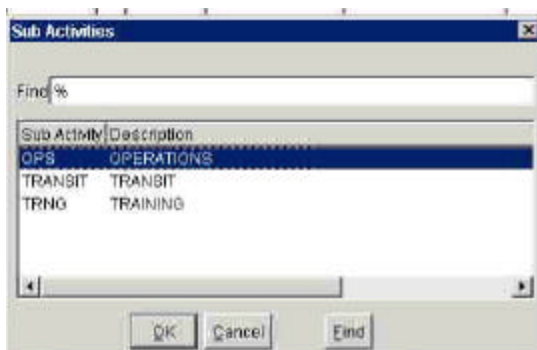 Sub Activities
Find %
Sub Activity Description
OPS OPERATIONS
TRANSIT TRANSIT
TRNG TRAINING
OK Cancel Find